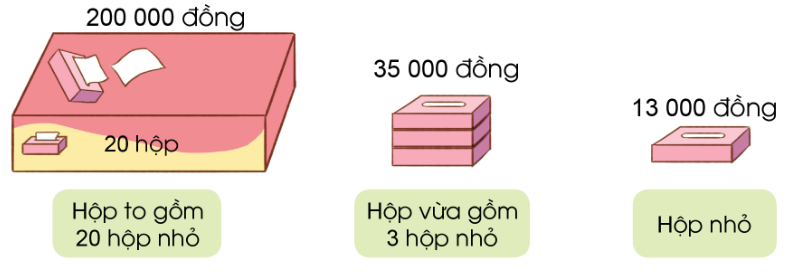 200 000 đồng
20 hộp
Hộp to gồm
20 hộp nhỏ
35 000 đồng
Hộp vừa gồm
3 hộp nhỏ
13 000 đồng
Hộp nhỏ